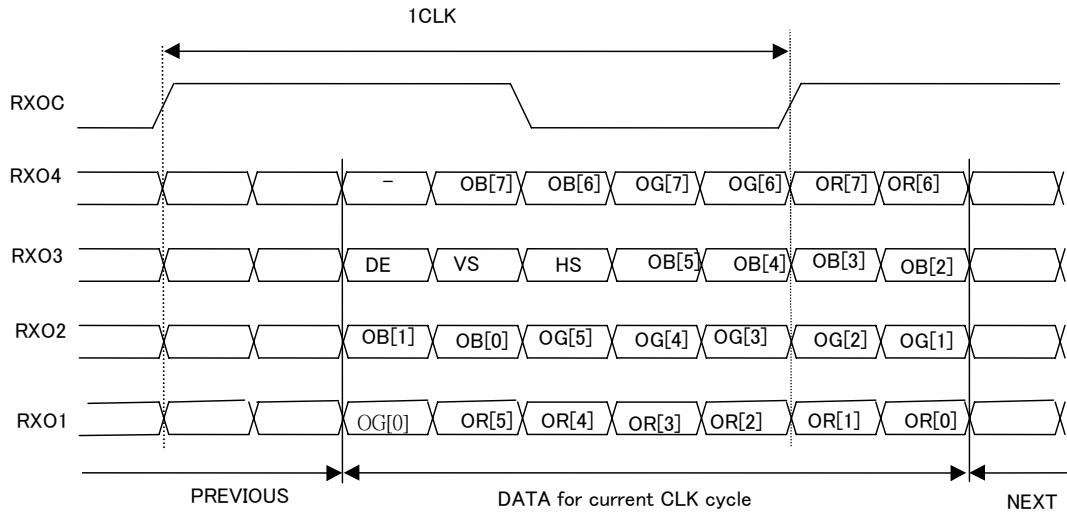 1CLK
RXOC
RXO4 - OB[7] OB[6] OG[7] OG[6] OR[7] OR[6]
RXO3 DE VS HS OB[5] OB[4] OB[3] OB[2]
RXO2 OB[1] OB[0] OG[5] OG[4] OG[3] OG[2] OG[1]
RXO1 OG[0] OR[5] OR[4] OR[3] OR[2] OR[1] OR[0]
PREVIOUS DATA for current CLK cycle NEXT